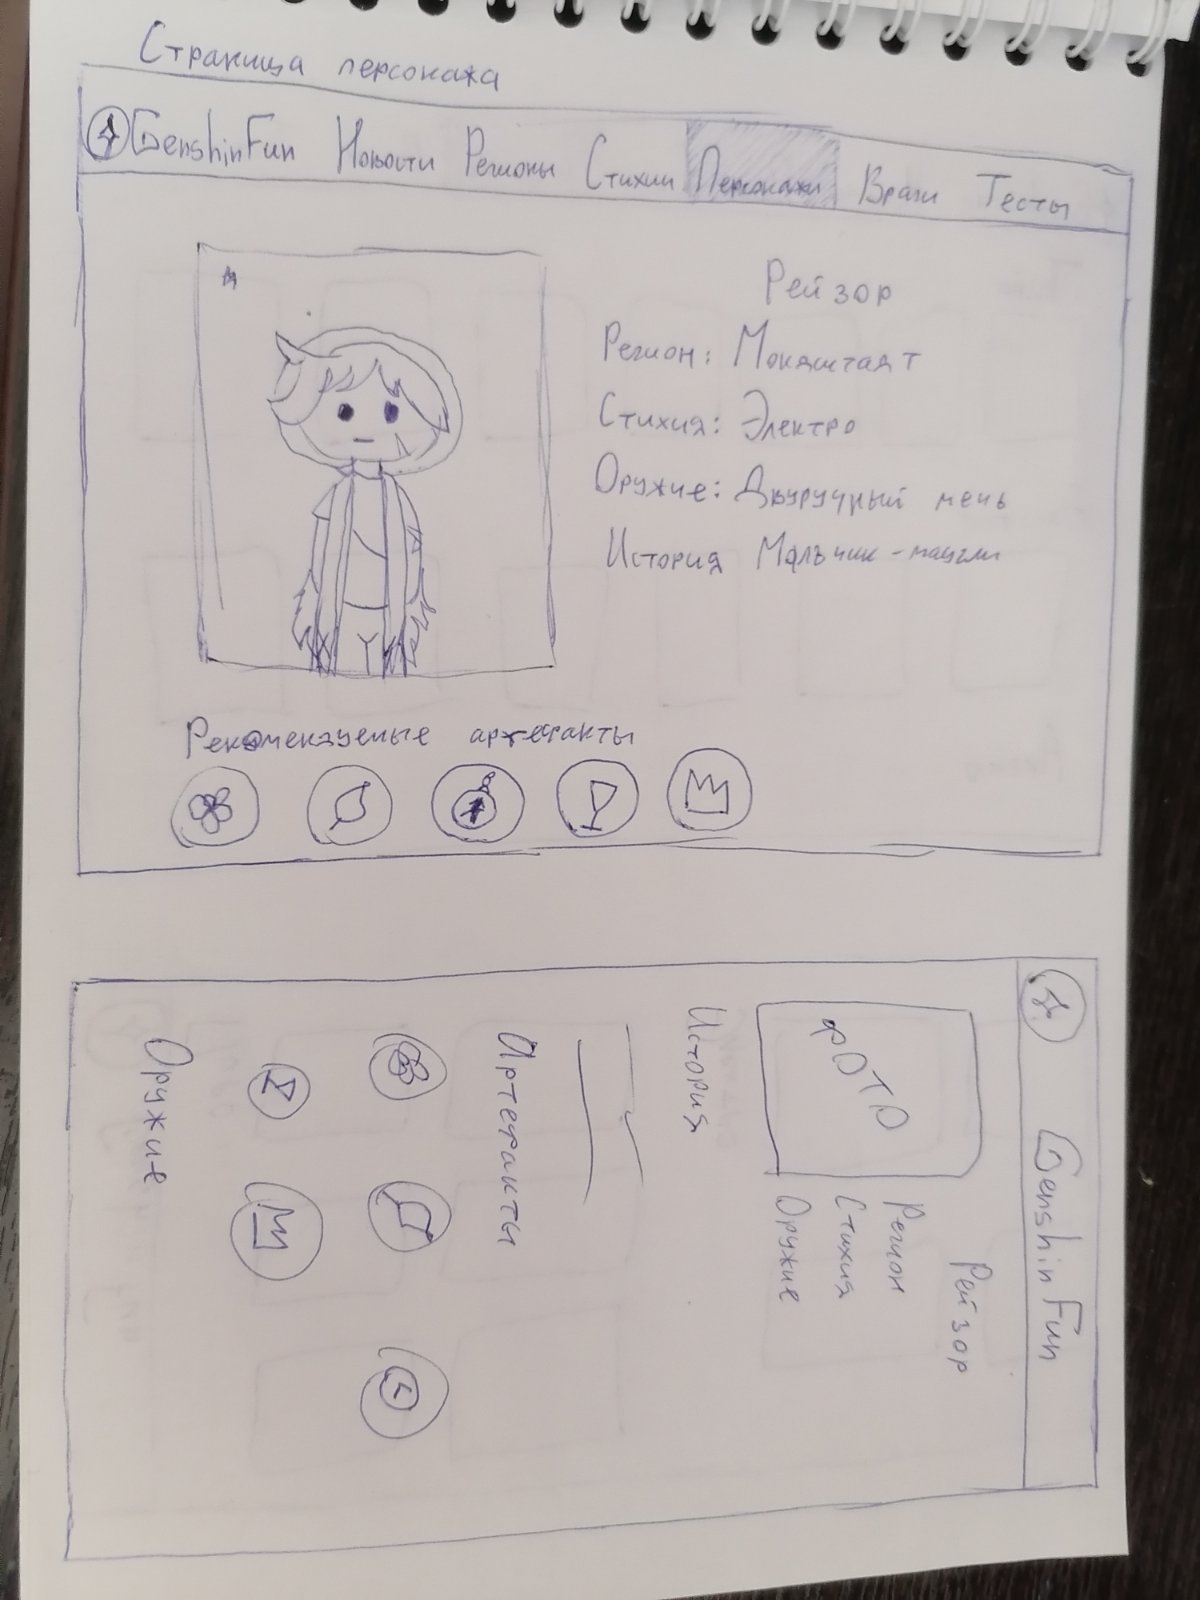 Страница персонажа
GenshinFun Новости Регионы Стихии Персонажи Враги Тесты
Рейзор
Регион: Мондштадт
Стихия: Электро
Оружие: Двуручный мечь
История Мальчик-маугли
Рекомендуемые артефакты
GenshinFun
Рейзор
Регион
Стихия
Оружие
фото
История
Артефакты
Оружие